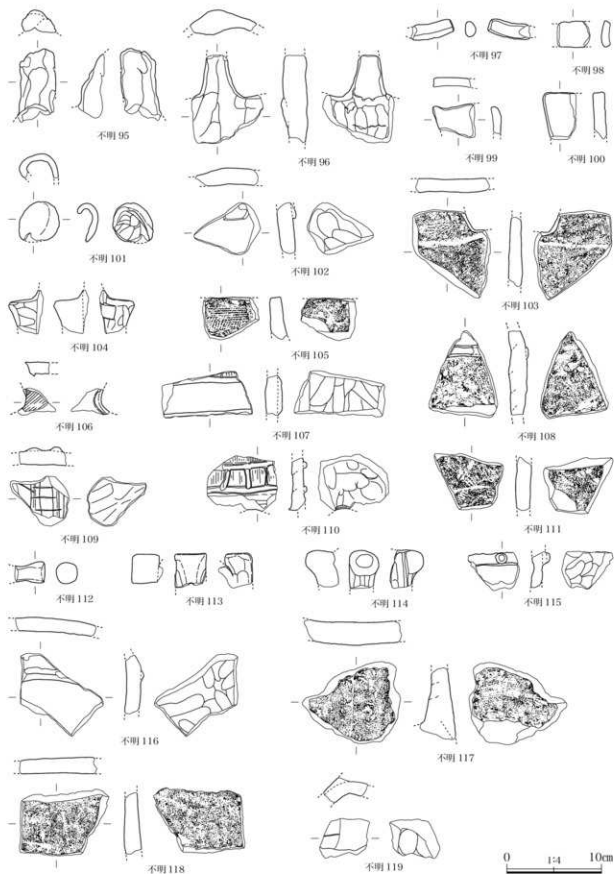 不明 95
不明 96
不明 97
不明 98
不明 99
不明 100
不明 101
不明 102
不明 103
不明 104
不明 105
不明 106
不明 107
不明 108
不明 109
不明 110
不明 111
不明 112
不明 113
不明 114
不明 115
不明 116
不明 117
不明 118
不明 119
0 1:4 10cm